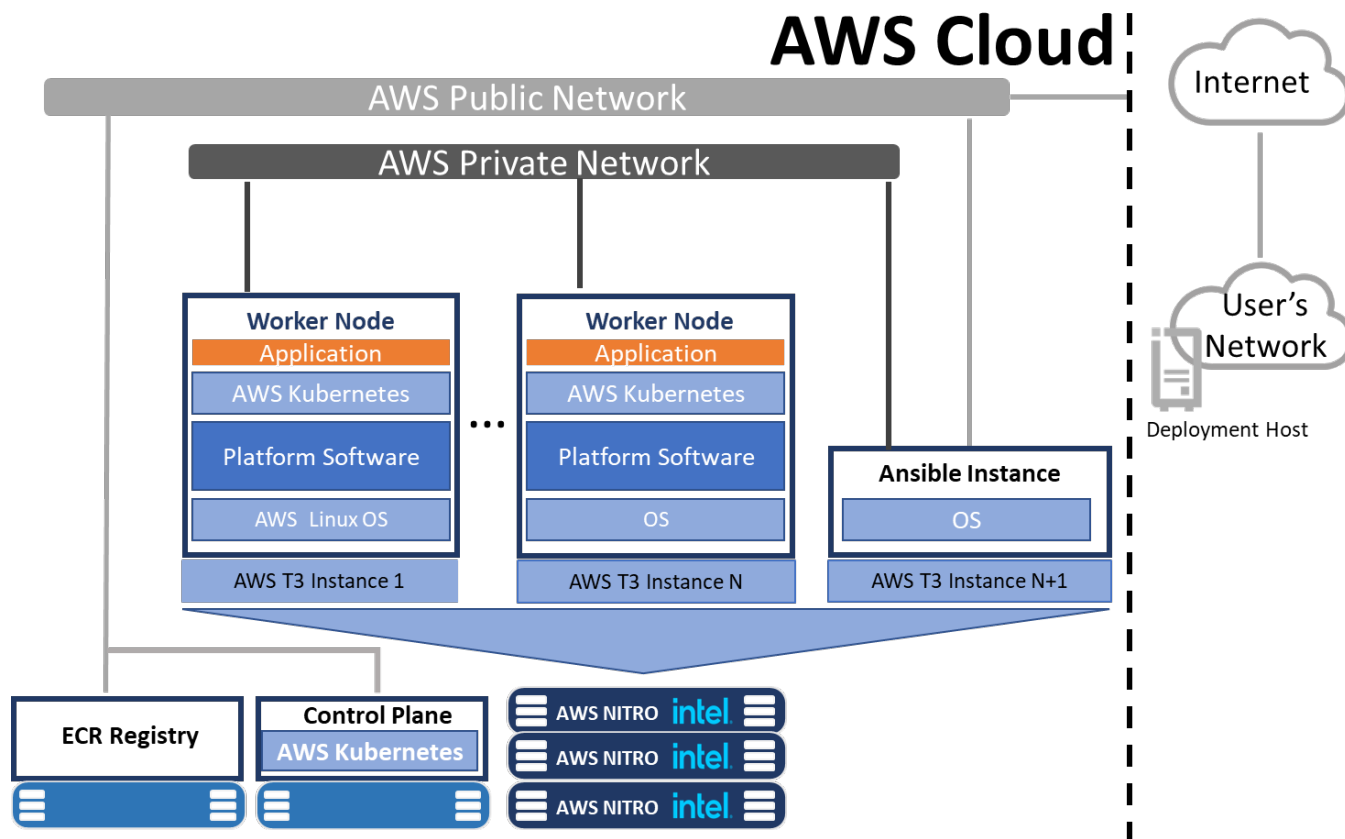 AWS Cloud
AWS Public Network
Internet
AWS Private Network
User's
Network
Deployment Host
Worker Node
Application
AWS Kubernetes
Platform Software
AWS Linux OS
AWS T3 Instance 1
...
Worker Node
Application
AWS Kubernetes
Platform Software
OS
AWS T3 Instance N
Ansible Instance
OS
AWS T3 Instance N+1
ECR Registry
Control Plane
AWS Kubernetes
AWS NITRO intel.
AWS NITRO intel.
AWS NITRO intel.